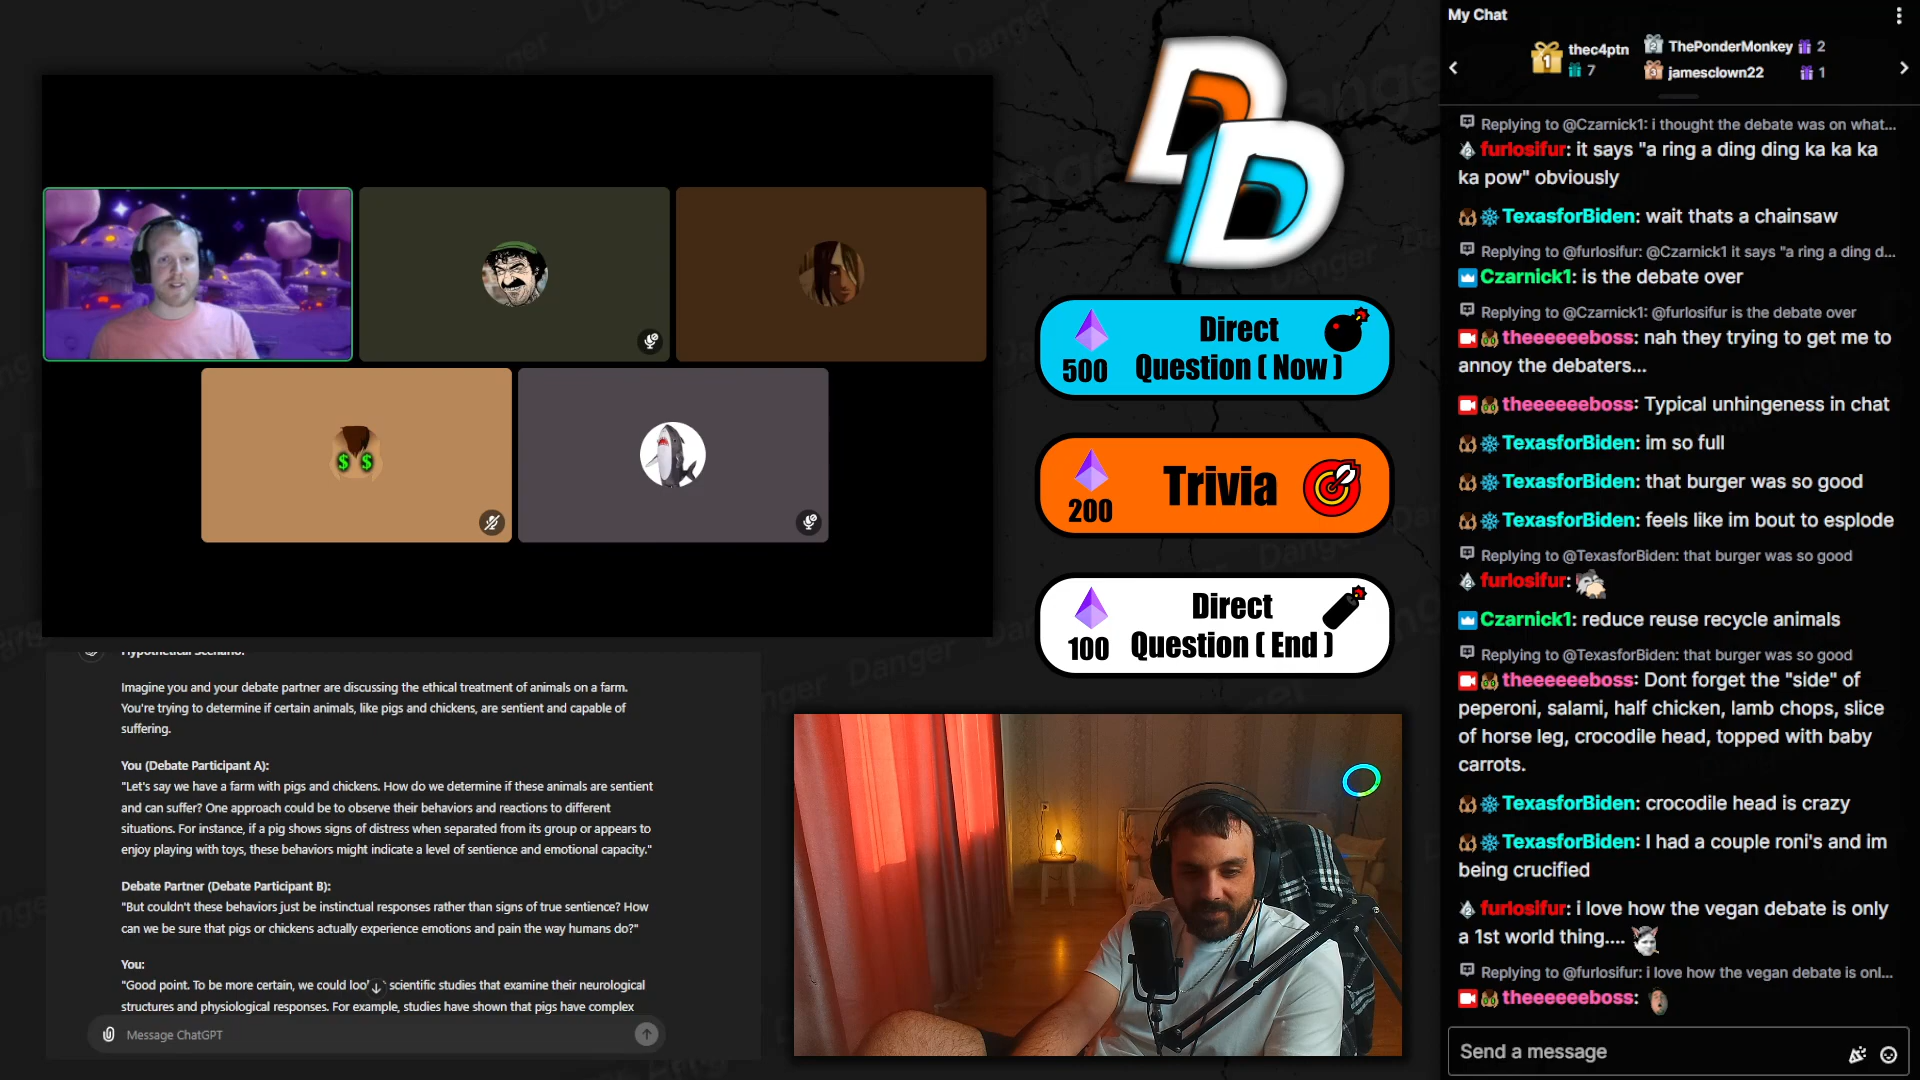 My Chat
thec4ptn
7
ThePonderMonkey 2
jamesclown22 1
Replying to @Czarnick1: i thought the debate was on what...
furlosifur: it says "a ring a ding ding ka ka ka
ka pow" obviously
TexasforBiden: wait thats a chainsaw
Replying to @furlosifur: @Czarnick1 it says "a ring a ding d...
Czarnick1: is the debate over
Replying to @Czarnick1: @furlosifur is the debate over
theeeeeeboss: nah they trying to get me to
annoy the debaters...
theeeeeeboss: Typical unhingeness in chat
TexasforBiden: im so full
TexasforBiden: that burger was so good
TexasforBiden: feels like im bout to esplode
Replying to @TexasforBiden: that burger was so good
furlosifur:
Czarnick1: reduce reuse recycle animals
Replying to @TexasforBiden: that burger was so good
theeeeeeboss: Dont forget the "side" of
peperoni, salami, half chicken, lamb chops, slice
of horse leg, crocodile head, topped with baby
carrots.
TexasforBiden: crocodile head is crazy
TexasforBiden: I had a couple roni's and im
being crucified
furlosifur: i love how the vegan debate is only
a 1st world thing....
Replying to @furlosifur: i love how the vegan debate is onl...
theeeeeeboss:
Send a message
DD
500
Direct
Question ( Now )
200
Trivia
100
Direct
Question ( End )
Hypothetical Scenario:
Imagine you and your debate partner are discussing the ethical treatment of animals on a farm.
You're trying to determine if certain animals, like pigs and chickens, are sentient and capable of
suffering.
You (Debate Participant A):
"Let's say we have a farm with pigs and chickens. How do we determine if these animals are sentient
and can suffer? One approach could be to observe their behaviors and reactions to different
situations. For instance, if a pig shows signs of distress when separated from its group or appears to
enjoy playing with toys, these behaviors might indicate a level of sentience and emotional capacity."
Debate Partner (Debate Participant B):
"But couldn't these behaviors just be instinctual responses rather than signs of true sentience? How
can we be sure that pigs or chickens actually experience emotions and pain the way humans do?"
You:
"Good point. To be more certain, we could scientific studies that examine their neurological
structures and physiological responses. For example, studies have shown that pigs have complex
Message ChatGPT